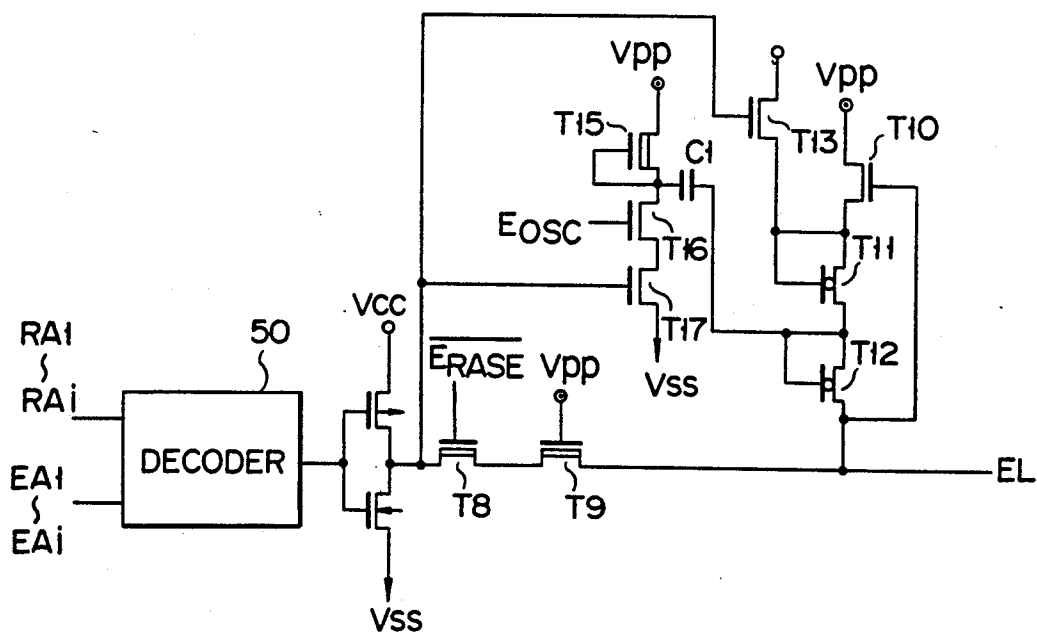 Vpp
Vpp
T15
C1
T13
T10
EOSC
T16
T11
VCC
T17
T12
RA1
50
ERASE
Vpp
VSS
RAi
DECODER
EL
EA1
T8
T9
EAi
VSS